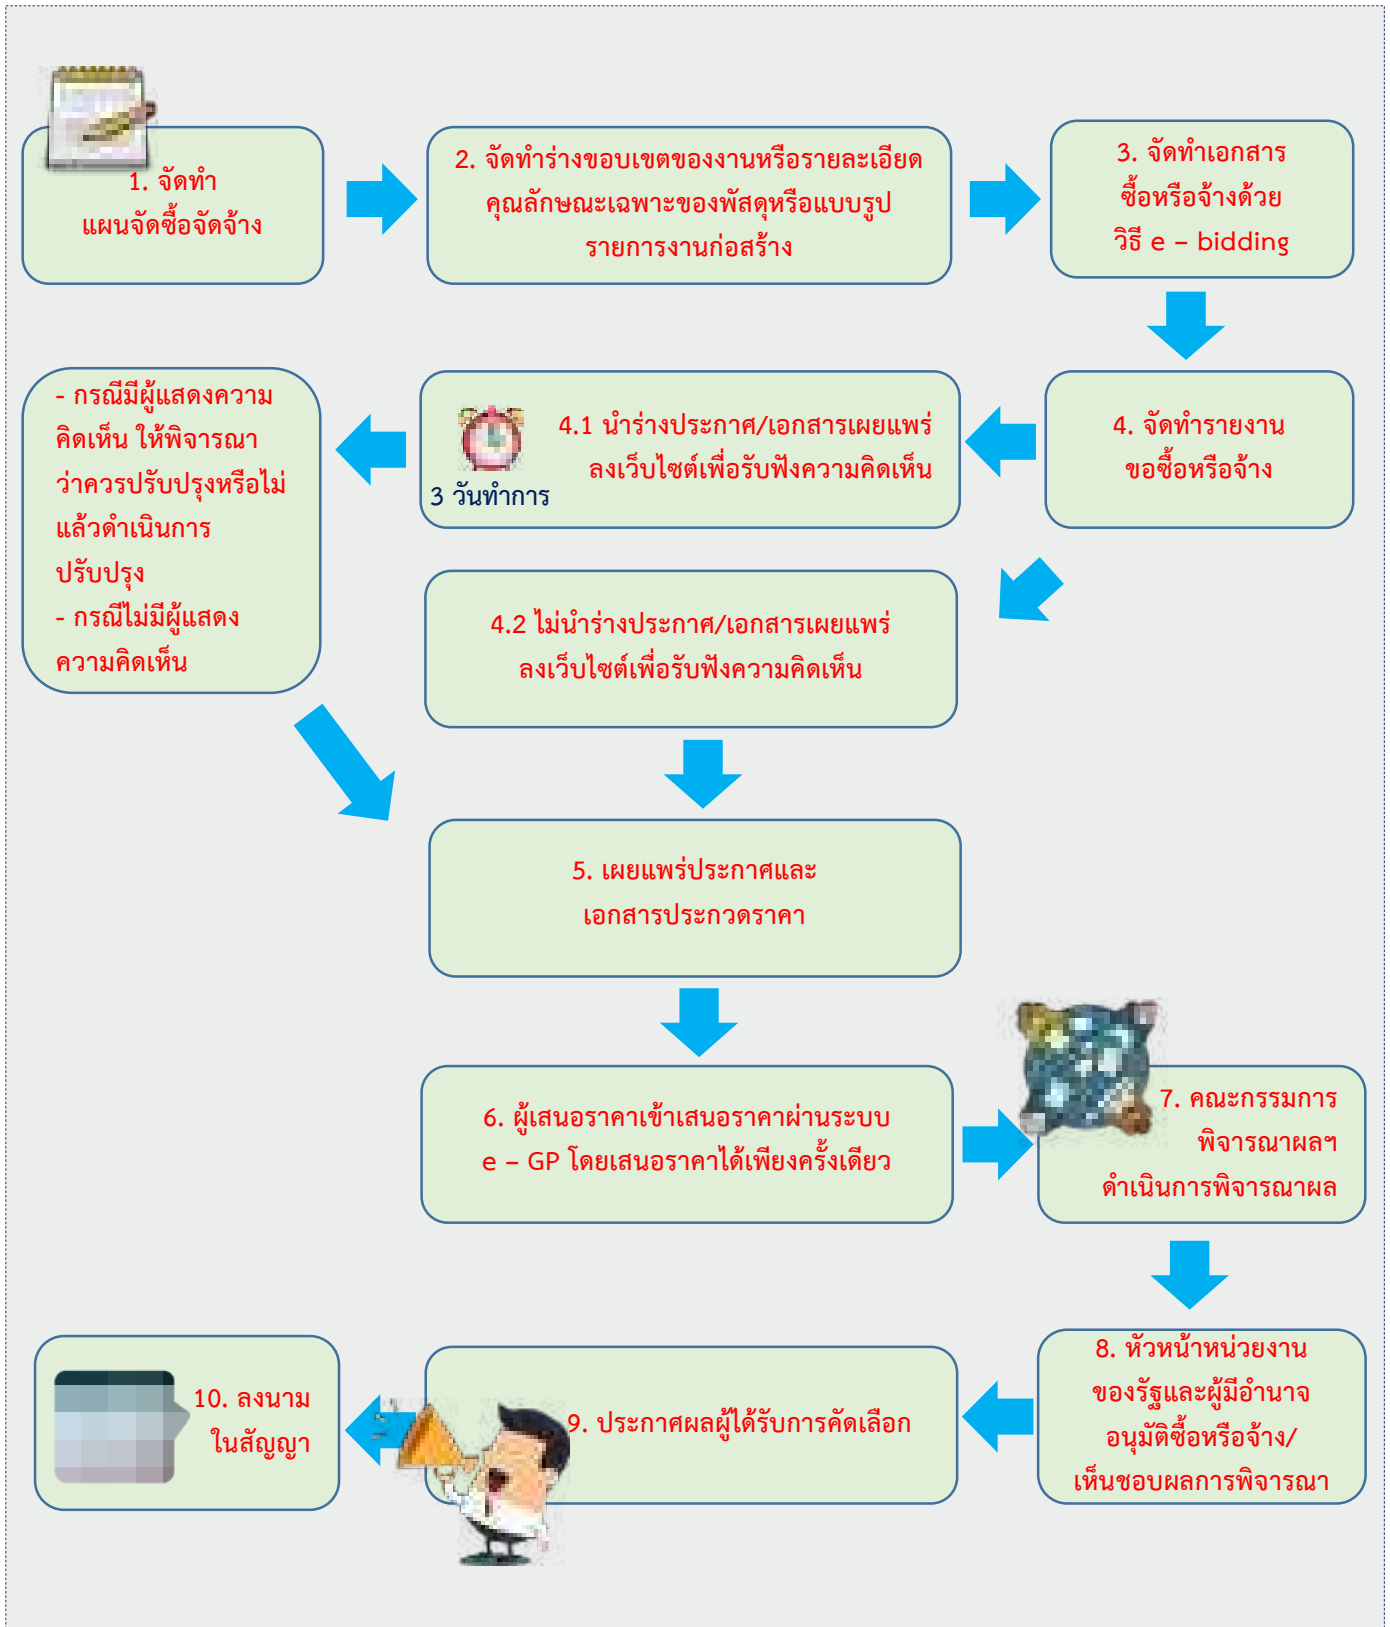 1. จัดทำ
แผนจัดซื้อจัดจ้าง
2. จัดทำร่างขอบเขตของงานหรือรายละเอียด
คุณลักษณะเฉพาะของพัสดุหรือแบบรูป
รายการงานก่อสร้าง
3. จัดทำเอกสาร
ซื้อหรือจ้างด้วย
วิธี e – bidding
4. จัดทำรายงาน
ขอซื้อหรือจ้าง
4.1 นำร่างประกาศ/เอกสารเผยแพร่
ลงเว็บไซต์เพื่อรับฟังความคิดเห็น
3 วันทำการ
- กรณีมีผู้แสดงความ
คิดเห็น ให้พิจารณา
ว่าควรปรับปรุงหรือไม่
แล้วดำเนินการ
ปรับปรุง
- กรณีไม่มีผู้แสดง
ความคิดเห็น
4.2 ไม่นำร่างประกาศ/เอกสารเผยแพร่
ลงเว็บไซต์เพื่อรับฟังความคิดเห็น
5. เผยแพร่ประกาศและ
เอกสารประกวดราคา
6. ผู้เสนอราคาเข้าเสนอราคาผ่านระบบ
e – GP โดยเสนอราคาได้เพียงครั้งเดียว
7. คณะกรรมการ
พิจารณาผลฯ
ดำเนินการพิจารณาผล
8. หัวหน้าหน่วยงาน
ของรัฐและผู้มีอำนาจ
อนุมัติซื้อหรือจ้าง/
เห็นชอบผลการพิจารณา
9. ประกาศผลผู้ได้รับการคัดเลือก
10. ลงนาม
ในสัญญา